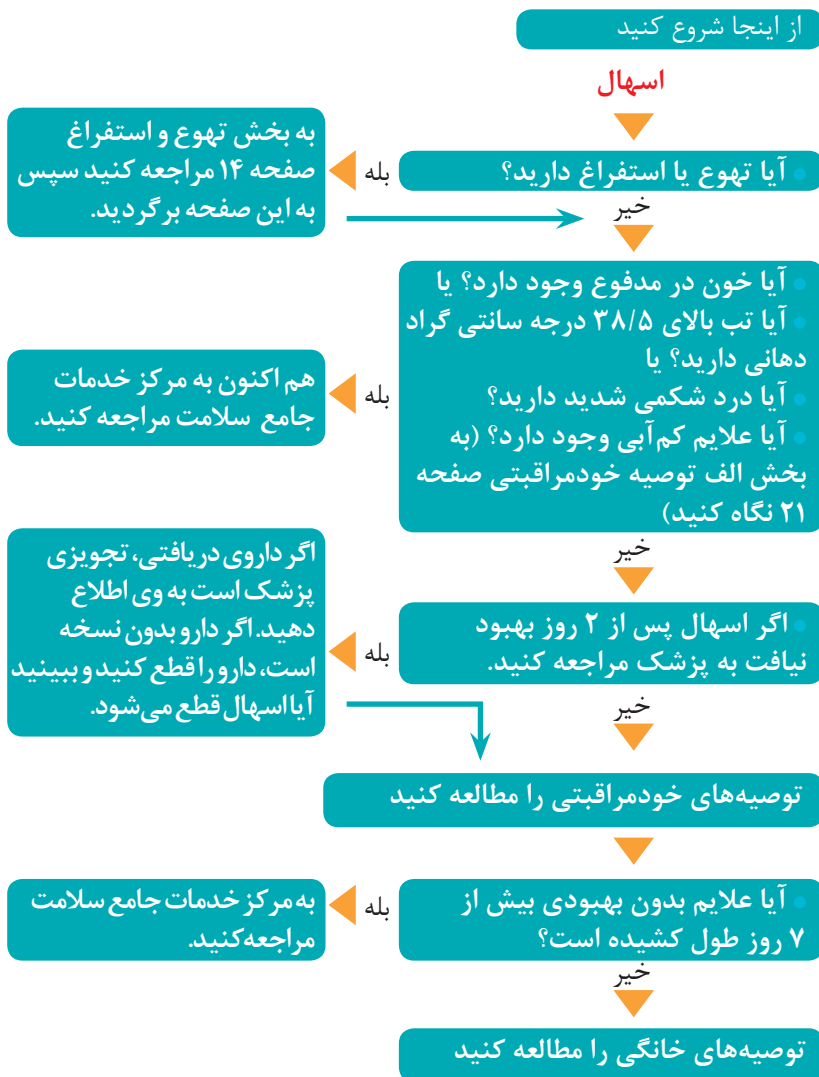 از اینجا شروع کنید
اسهال
آیا تهوع یا استفراغ دارید؟
بله
به بخش تهوع و استفراغ
صفحه ۱۴ مراجعه کنید سپس
به این صفحه برگردید.
خیر
آیا خون در مدفوع وجود دارد؟ یا
آیا تب بالای ۳۸/۵ درجه سانتی گراد
دهانی دارید؟ یا
آیا درد شکمی شدید دارید؟
آیا علایم کم‌آبی وجود دارد؟ (به
بخش الف توصیه خودمراقبتی صفحه
۲۱ نگاه کنید)
بله
هم اکنون به مرکز خدمات
جامع سلامت مراجعه کنید.
خیر
اگر اسهال پس از ۲ روز بهبود
نیافت به پزشک مراجعه کنید.
بله
اگر داروی دریافتی، تجویزی
پزشک است به وی اطلاع
دهید. اگر دارو بدون نسخه
است، دارو را قطع کنید و ببینید
آیا اسهال قطع می‌شود.
خیر
توصیه‌های خودمراقبتی را مطالعه کنید
آیا علایم بدون بهبودی بیش از
۷ روز طول کشیده است؟
بله
به مرکز خدمات جامع سلامت
مراجعه کنید.
خیر
توصیه‌های خانگی را مطالعه کنید